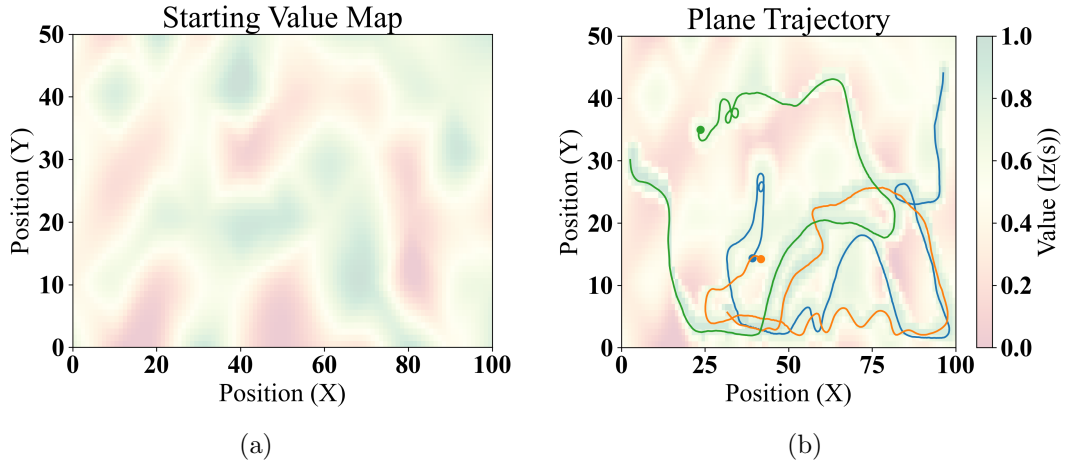 Starting Value Map
50
40
30
20
10
0
Position (Y)
0 20 40 60 80 100
Position (X)
(a)
Plane Trajectory
50
40
30
20
10
0
Position (Y)
0 25 50 75 100
Position (X)
(b)
1.0
0.8
0.6
0.4
0.2
0.0
Value (Iz(s))